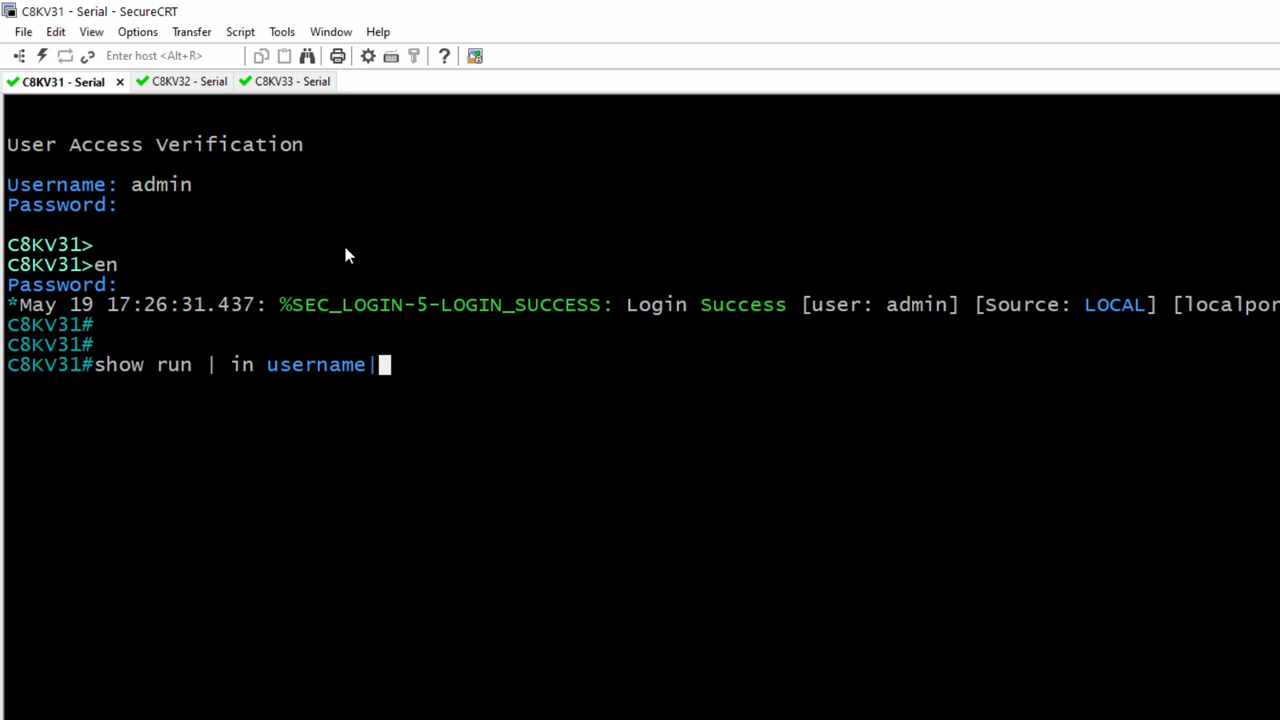 C8KV31 - Serial - SecureCRT
File Edit View Options Transfer Script Tools Window Help
Enter host <Alt+R>
C8KV31 - Serial × C8KV32 - Serial C8KV33 - Serial
User Access Verification
Username: admin
Password:
C8KV31>
C8KV31>en
Password:
*May 19 17:26:31.437: %SEC_LOGIN-5-LOGIN_SUCCESS: Login Success [user: admin] [Source: LOCAL] [localpor
C8KV31#
C8KV31#
C8KV31#show run | in username|